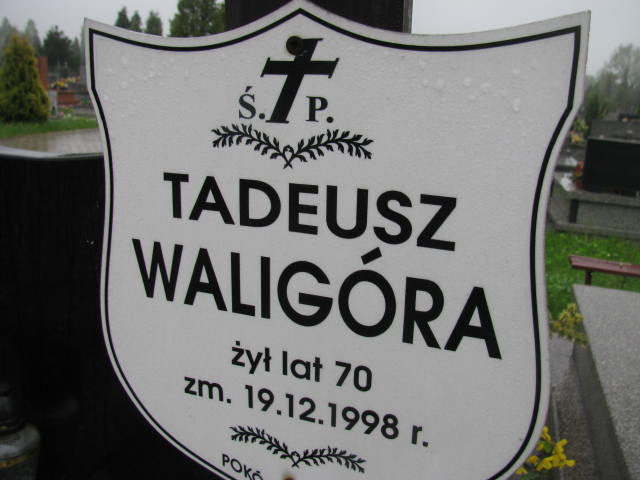 Ś. P.
TADEUSZ
WALIGÓRA
żył lat 70
zm. 19.12.1998 r.